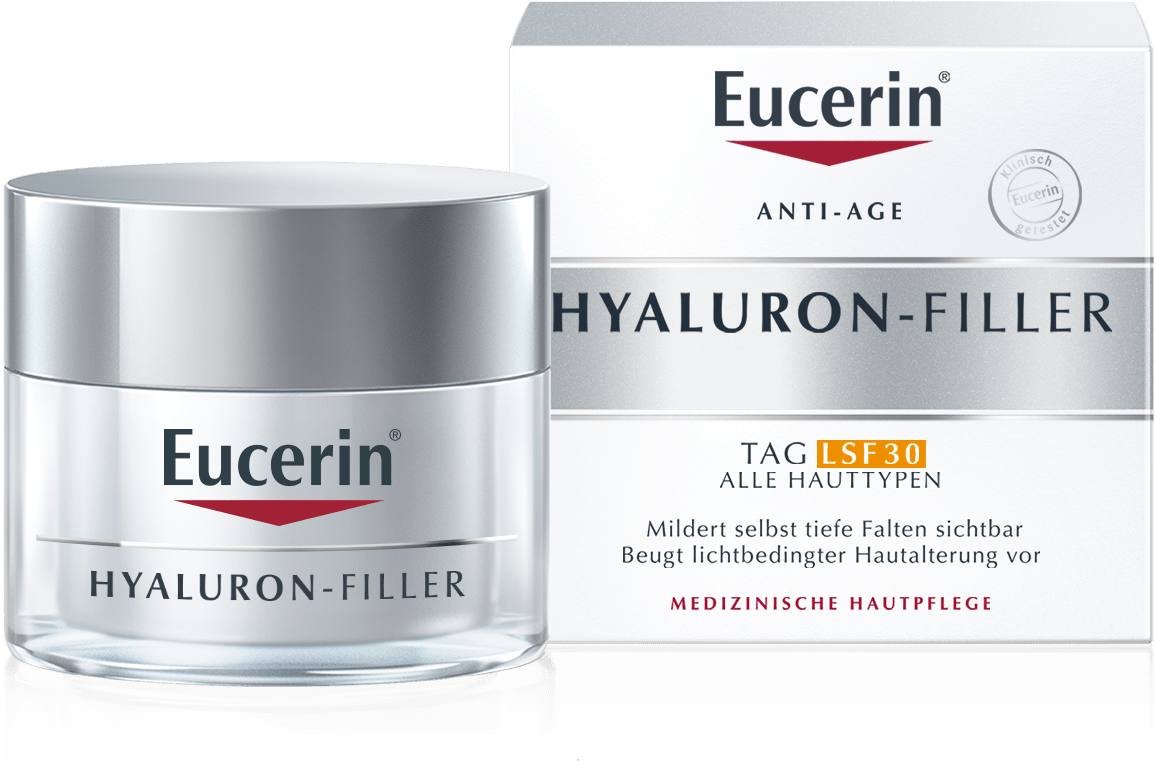 Eucerin®
HYALURON-FILLER
Eucerin®
ANTI-AGE
Klinisch
Eucerin
getestet
HYALURON-FILLER
TAG LSF30
ALLE HAUTTYPEN
Mildert selbst tiefe Falten sichtbar
Beugt lichtbedingter Hautalterung vor
MEDIZINISCHE HAUTPFLEGE